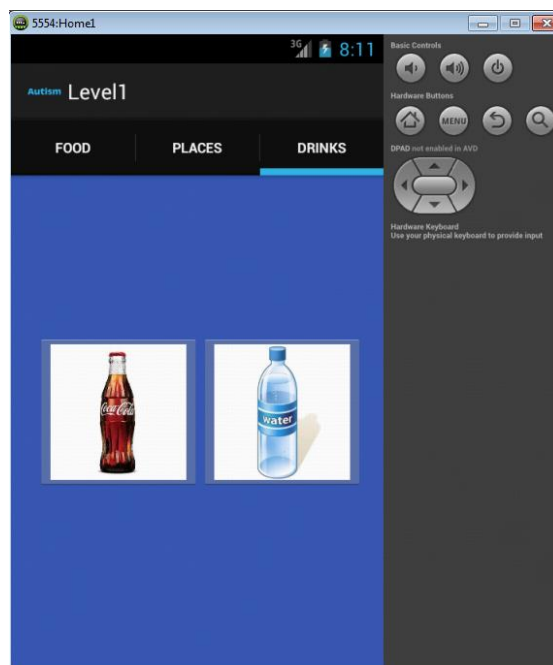 5554:Home1
3G 8:11
Autism Level1
FOOD PLACES DRINKS
Coca-Cola
water
Basic Controls
Hardware Buttons
MENU
DPAD not enabled in AVD
Hardware Keyboard
Use your physical keyboard to provide input